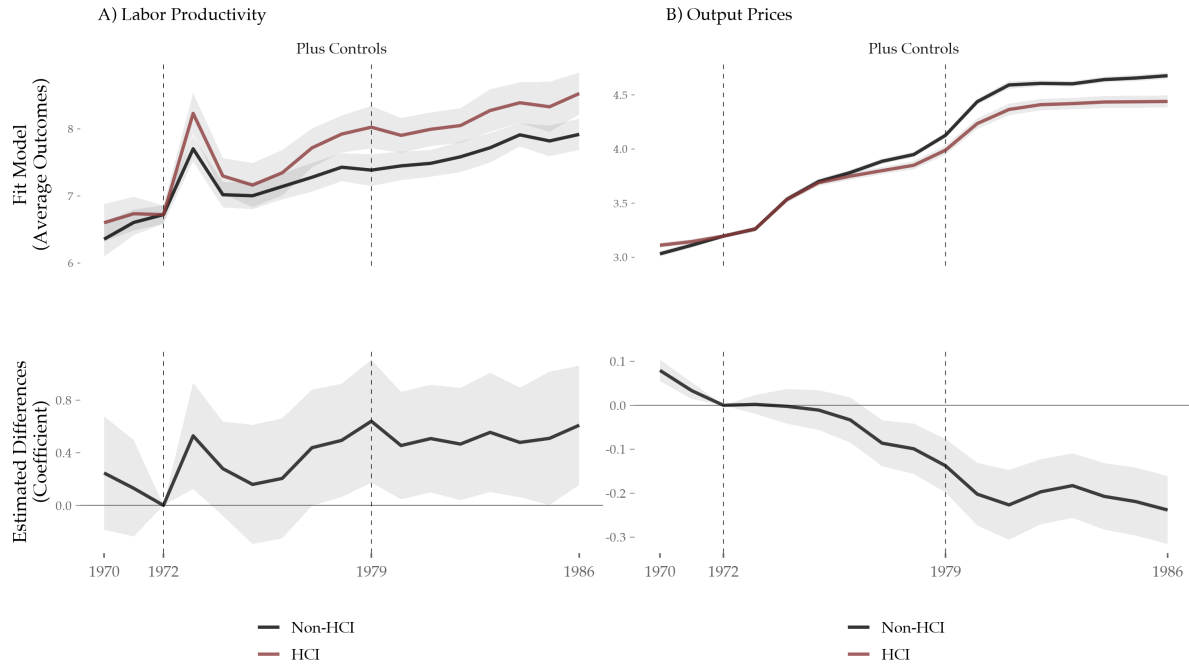 A) Labor Productivity
B) Output Prices
Plus Controls
Plus Controls
Fit Model
(Average Outcomes)
8
7
6
4.5
4.0
3.5
3.0
Estimated Differences
(Coefficient)
0.8
0.4
0.0
0.1
0.0
-0.1
-0.2
-0.3
1970 1972 1979 1986
1970 1972 1979 1986
Non-HCI
HCI
Non-HCI
HCI